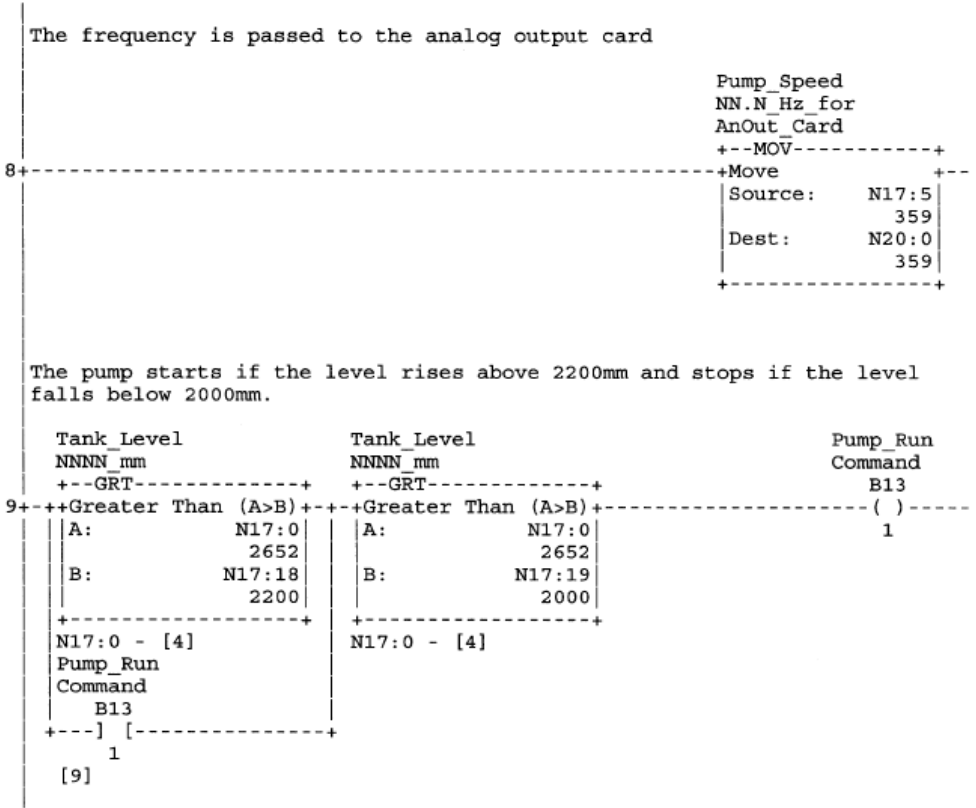 The frequency is passed to the analog output card
Pump_Speed
NN.N_Hz_for
AnOut_Card
+--MOV-----------+
8+------------------------------------------------------+Move +--
|Source: N17:5|
| 359|
|Dest: N20:0|
| 359|
+-----------------+
The pump starts if the level rises above 2200mm and stops if the level
falls below 2000mm.
Tank_Level Tank_Level Pump_Run
NNNN_mm NNNN_mm Command
+--GRT-------------+ +--GRT-------------+ B13
9+-++Greater Than (A>B)+-+-+Greater Than (A>B)+---------------------( )-----
||A: N17:0| |A: N17:0| 1
|| 2652| | 2652|
||B: N17:18| |B: N17:19|
|| 2200| | 2000|
+-------------------+ +-------------------+
N17:0 - [4] N17:0 - [4]
Pump_Run
Command
B13
+---] [---------------+
1
[9]